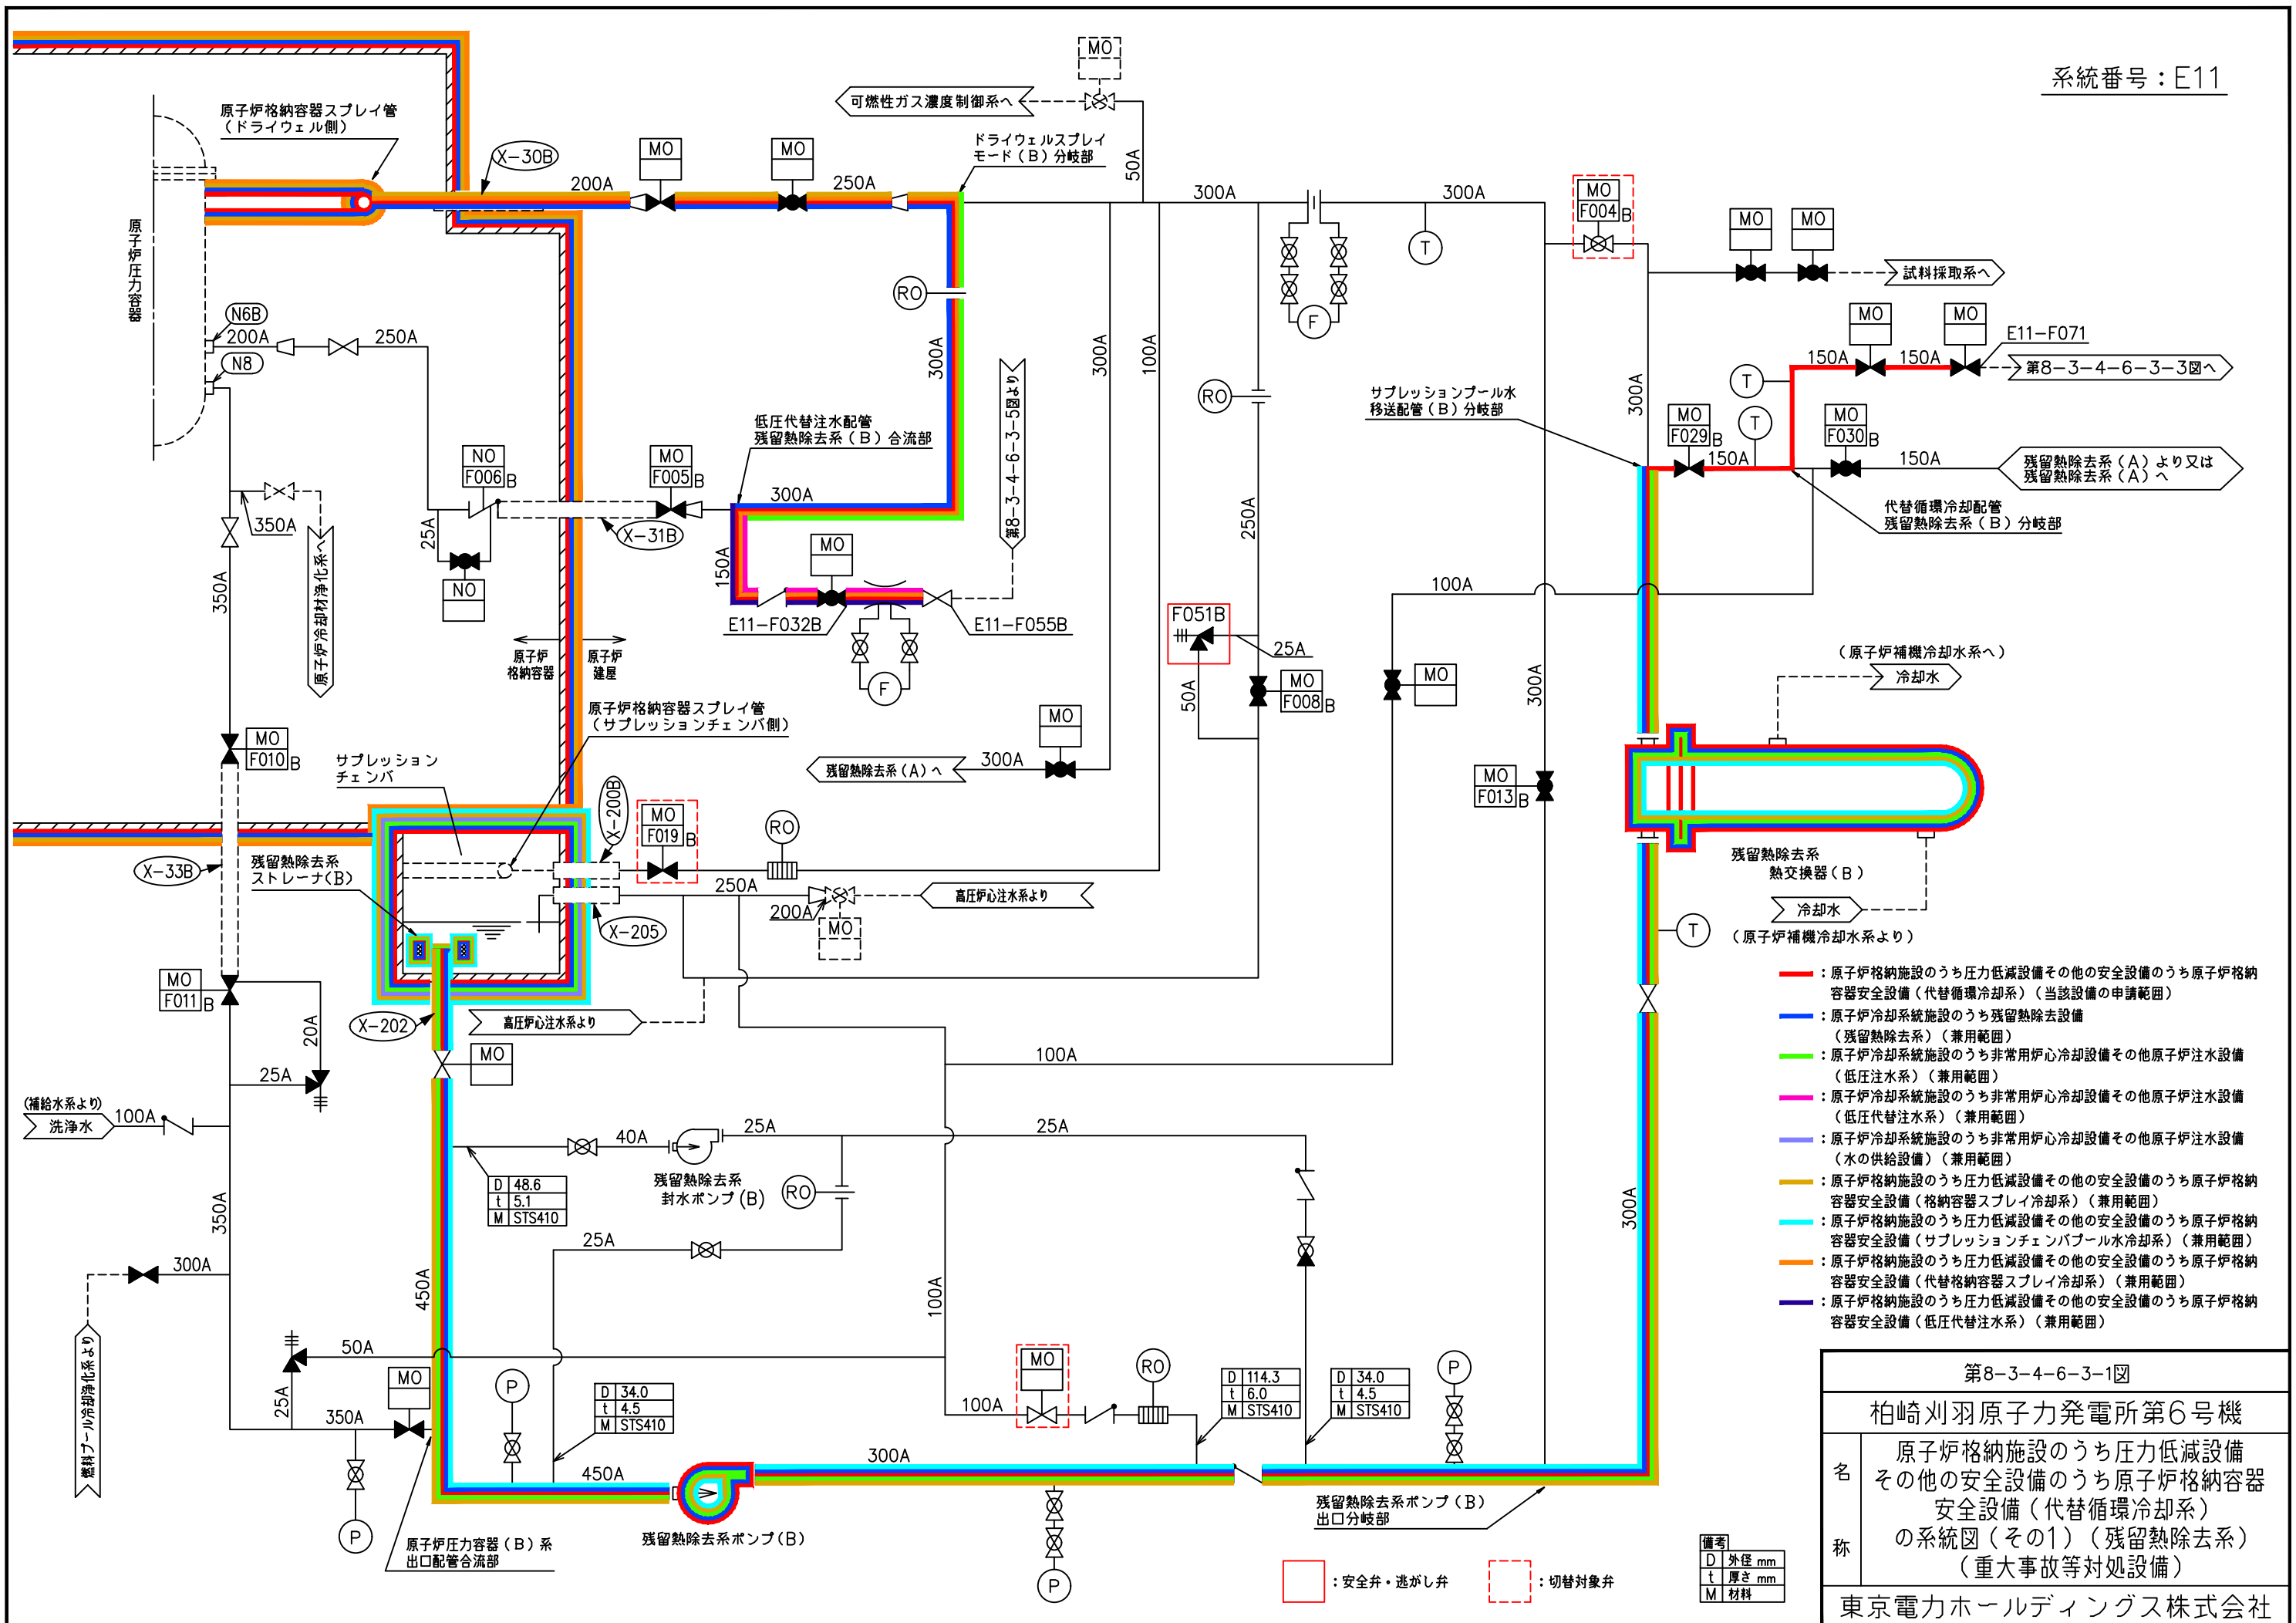 系統番号：E11
MO
可燃性ガス濃度制御系へ
原子炉格納容器スプレイ管
（ドライウェル側）
X-30B
MO
MO
ドライウェルスプレイ
モード（B）分岐部
50A
200A
250A
300A
300A
MO
F004
B
MO
MO
試料採取系へ
原子炉圧力容器
RO
T
F
N6B
200A
250A
N8
300A
300A
100A
RO
300A
MO
MO
E11-F071
150A
150A
第8-3-4-6-3-3図へ
T
T
サプレッションプール水
移送配管（B）分岐部
MO
F029
B
150A
MO
F030
B
150A
残留熱除去系（A）より又は
残留熱除去系（A）へ
代替循環冷却配管
残留熱除去系（B）分岐部
第8-3-4-6-3-5図より
低圧代替注水配管
残留熱除去系（B）合流部
NO
F006
B
MO
F005
B
300A
X-31B
25A
NO
350A
350A
原子炉冷却材浄化系へ
原子炉
格納容器
原子炉
建屋
150A
MO
E11-F032B
E11-F055B
F
250A
F051B
25A
50A
MO
F008
B
100A
MO
300A
（原子炉補機冷却水系へ）
冷却水
原子炉格納容器スプレイ管
（サプレッションチェンバ側）
MO
残留熱除去系(A)へ
300A
MO
F010
B
サプレッション
チェンバ
X-200B
MO
F019
B
RO
MO
F013
B
残留熱除去系
熱交換器(B)
冷却水
（原子炉補機冷却水系より）
T
X-33B
残留熱除去系
ストレーナ(B)
250A
200A
MO
高圧炉心注水系より
X-205
MO
F011
B
X-202
高圧炉心注水系より
MO
20A
25A
(補給水系より)
洗浄水
100A
100A
25A
40A
25A
残留熱除去系
封水ポンプ(B)
RO
D 48.6
t 5.1
M STS410
25A
350A
300A
450A
100A
300A
燃料プール冷却浄化系より
50A
25A
MO
350A
P
P
D 34.0
t 4.5
M STS410
450A
MO
100A
RO
D 114.3
t 6.0
M STS410
D 34.0
t 4.5
M STS410
P
300A
P
原子炉圧力容器（B）系
出口配管合流部
残留熱除去系ポンプ(B)
残留熱除去系ポンプ（B）
出口分岐部
：原子炉格納施設のうち圧力低減設備その他の安全設備のうち原子炉格納
容器安全設備（代替循環冷却系）（当該設備の申請範囲）
：原子炉冷却系統施設のうち残留熱除去設備
（残留熱除去系）（兼用範囲）
：原子炉冷却系統施設のうち非常用炉心冷却設備その他原子炉注水設備
（低圧注水系）（兼用範囲）
：原子炉冷却系統施設のうち非常用炉心冷却設備その他原子炉注水設備
（低圧代替注水系）（兼用範囲）
：原子炉冷却系統施設のうち非常用炉心冷却設備その他原子炉注水設備
（水の供給設備）（兼用範囲）
：原子炉格納施設のうち圧力低減設備その他の安全設備のうち原子炉格納
容器安全設備（格納容器スプレイ冷却系）（兼用範囲）
：原子炉格納施設のうち圧力低減設備その他の安全設備のうち原子炉格納
容器安全設備（サプレッションチェンバプール水冷却系）（兼用範囲）
：原子炉格納施設のうち圧力低減設備その他の安全設備のうち原子炉格納
容器安全設備（代替格納容器スプレイ冷却系）（兼用範囲）
：原子炉格納施設のうち圧力低減設備その他の安全設備のうち原子炉格納
容器安全設備（低圧代替注水系）（兼用範囲）
：安全弁・逃がし弁
：切替対象弁
備考
D 外径 mm
t 厚さ mm
M 材料
第8-3-4-6-3-1図
柏崎刈羽原子力発電所第6号機
名称
原子炉格納施設のうち圧力低減設備
その他の安全設備のうち原子炉格納容器
安全設備（代替循環冷却系）
の系統図（その1）（残留熱除去系）
（重大事故等対処設備）
東京電力ホールディングス株式会社